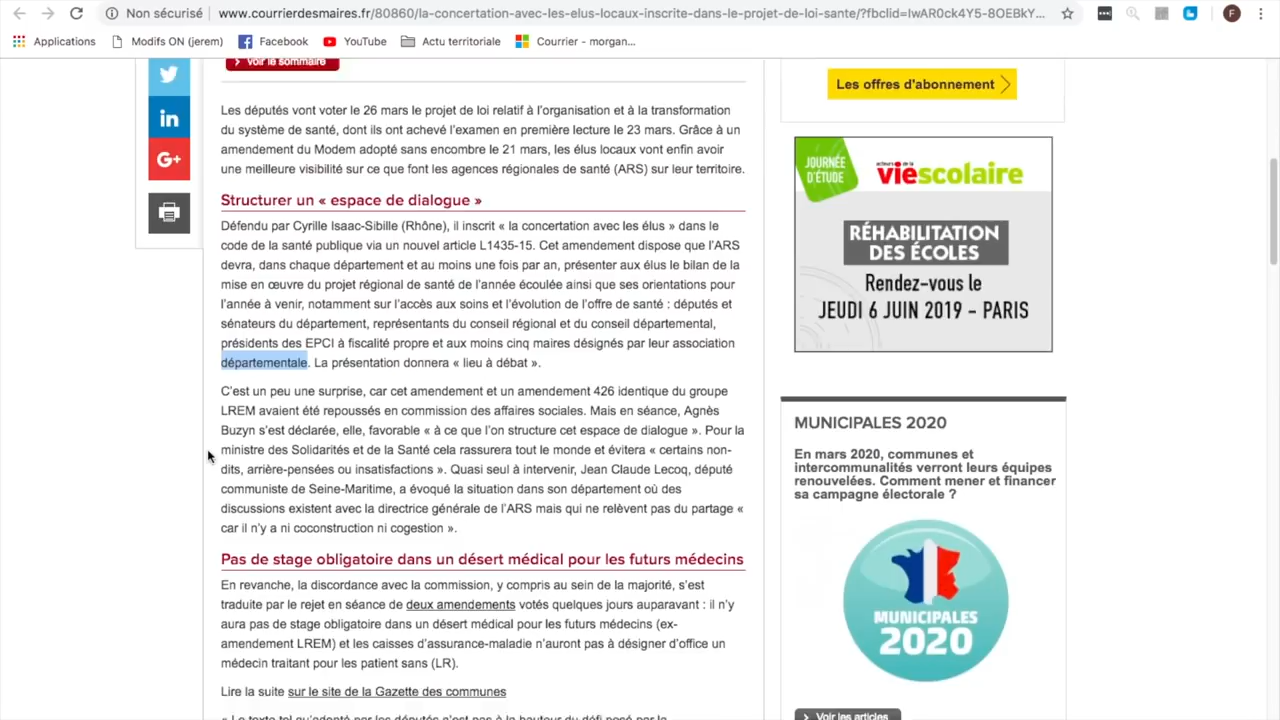 Non sécurisé
www.courrierdesmaires.fr/80860/la-concertation-avec-les-elus-locaux-inscrite-dans-le-projet-de-loi-sante/?fbclid=IwAR0ck4Y5-8OEBkY...
F
Applications
Modifs ON (jerem)
Facebook
YouTube
Actu territoriale
Courrier - morgan...
Voir le sommaire
Les députés vont voter le 26 mars le projet de loi relatif à l'organisation et à la transformation
du système de santé, dont ils ont achevé l'examen en première lecture le 23 mars. Grâce à un
amendement du Modem adopté sans encombre le 21 mars, les élus locaux vont enfin avoir
une meilleure visibilité sur ce que font les agences régionales de santé (ARS) sur leur territoire.
in
G+
Structurer un « espace de dialogue »
Défendu par Cyrille Isaac-Sibille (Rhône), il inscrit « la concertation avec les élus » dans le
code de la santé publique via un nouvel article L1435-15. Cet amendement dispose que l'ARS
devra, dans chaque département et au moins une fois par an, présenter aux élus le bilan de la
mise en œuvre du projet régional de santé de l'année écoulée ainsi que ses orientations pour
l'année à venir, notamment sur l'accès aux soins et l'évolution de l'offre de santé : députés et
sénateurs du département, représentants du conseil régional et du conseil départemental,
présidents des EPCI à fiscalité propre et aux moins cinq maires désignés par leur association
départementale. La présentation donnera « lieu à débat ».
C'est un peu une surprise, car cet amendement et un amendement 426 identique du groupe
LREM avaient été repoussés en commission des affaires sociales. Mais en séance, Agnès
Buzyn s'est déclarée, elle, favorable « à ce que l'on structure cet espace de dialogue ». Pour la
ministre des Solidarités et de la Santé cela rassurera tout le monde et évitera « certains non-
dits, arrière-pensées ou insatisfactions ». Quasi seul à intervenir, Jean Claude Lecoq, député
communiste de Seine-Maritime, a évoqué la situation dans son département où des
discussions existent avec la directrice générale de l'ARS mais qui ne relèvent pas du partage «
car il n'y a ni coconstruction ni cogestion ».
Pas de stage obligatoire dans un désert médical pour les futurs médecins
En revanche, la discordance avec la commission, y compris au sein de la majorité, s'est
traduite par le rejet en séance de deux amendements votés quelques jours auparavant : il n'y
aura pas de stage obligatoire dans un désert médical pour les futurs médecins (ex-
amendement LREM) et les caisses d'assurance-maladie n'auront pas à désigner d'office un
médecin traitant pour les patient sans (LR).
Lire la suite sur le site de la Gazette des communes
« Le texte tel qu'adopté par les députés n'est pas à la hauteur du défi posé par la
Les offres d'abonnement
JOURNÉE
D'ÉTUDE
viescolaire
RÉHABILITATION
DES ÉCOLES
Rendez-vous le
JEUDI 6 JUIN 2019 - PARIS
MUNICIPALES 2020
En mars 2020, communes et
intercommunalités verront leurs équipes
renouvelées. Comment mener et financer
sa campagne électorale ?
MUNICIPALES
2020
Voir les articles